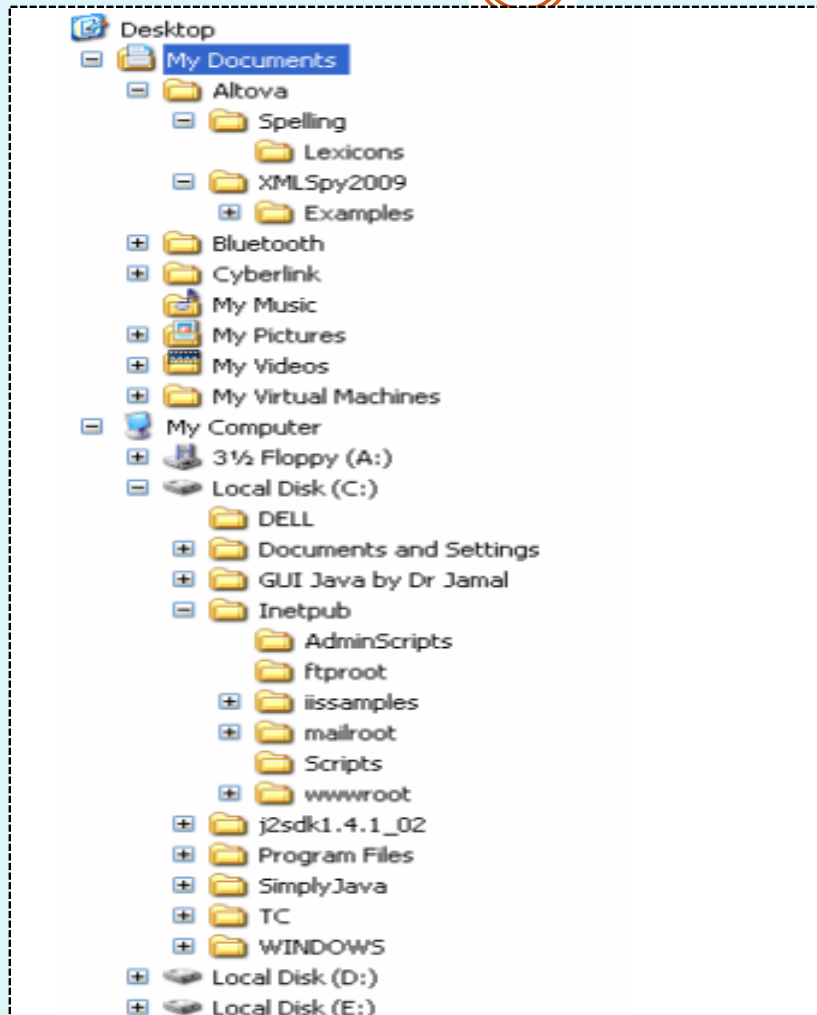 Desktop
My Documents
Altova
Spelling
Lexicons
XMLSpy2009
Examples
Bluetooth
Cyberlink
My Music
My Pictures
My Videos
My Virtual Machines
My Computer
3½ Floppy (A:)
Local Disk (C:)
DELL
Documents and Settings
GUI Java by Dr Jamal
Inetpub
AdminScripts
ftproot
iissamples
mailroot
Scripts
wwwroot
j2sdk1.4.1_02
Program Files
SimplyJava
TC
WINDOWS
Local Disk (D:)
Local Disk (E:)